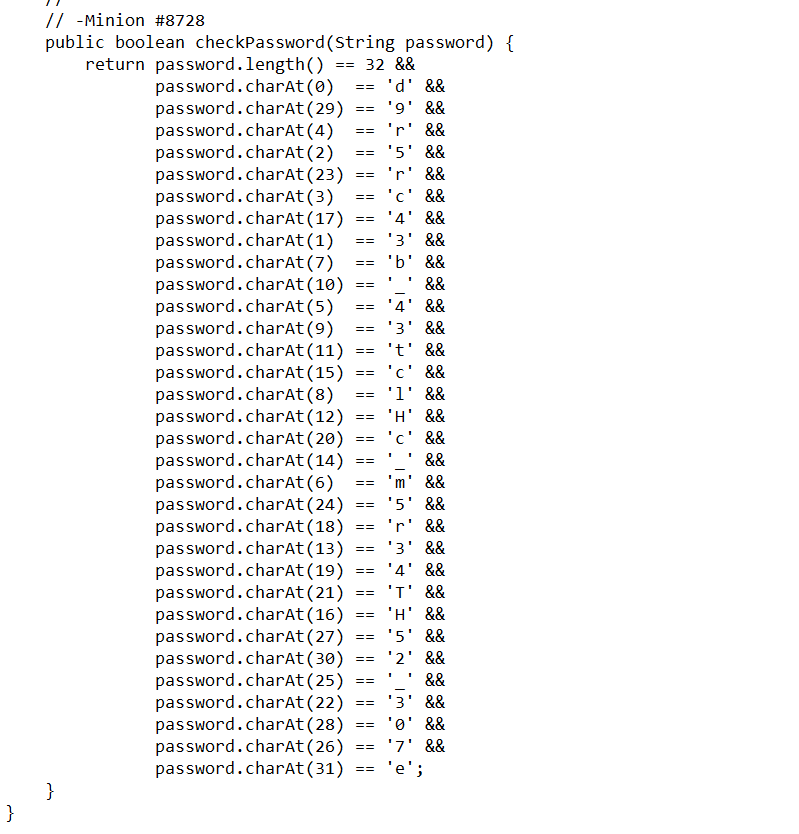 //
// -Minion #8728
public boolean checkPassword(String password) {
return password.length() == 32 &&
password.charAt(0)  == 'd' &&
password.charAt(29) == '9' &&
password.charAt(4)  == 'r' &&
password.charAt(2)  == '5' &&
password.charAt(23) == 'r' &&
password.charAt(3)  == 'c' &&
password.charAt(17) == '4' &&
password.charAt(1)  == '3' &&
password.charAt(7)  == 'b' &&
password.charAt(10) == '_' &&
password.charAt(5)  == '4' &&
password.charAt(9)  == '3' &&
password.charAt(11) == 't' &&
password.charAt(15) == 'c' &&
password.charAt(8)  == 'l' &&
password.charAt(12) == 'H' &&
password.charAt(20) == 'c' &&
password.charAt(14) == '_' &&
password.charAt(6)  == 'm' &&
password.charAt(24) == '5' &&
password.charAt(18) == 'r' &&
password.charAt(13) == '3' &&
password.charAt(19) == '4' &&
password.charAt(21) == 'T' &&
password.charAt(16) == 'H' &&
password.charAt(27) == '5' &&
password.charAt(30) == '2' &&
password.charAt(25) == '_' &&
password.charAt(22) == '3' &&
password.charAt(28) == '0' &&
password.charAt(26) == '7' &&
password.charAt(31) == 'e';
}
}